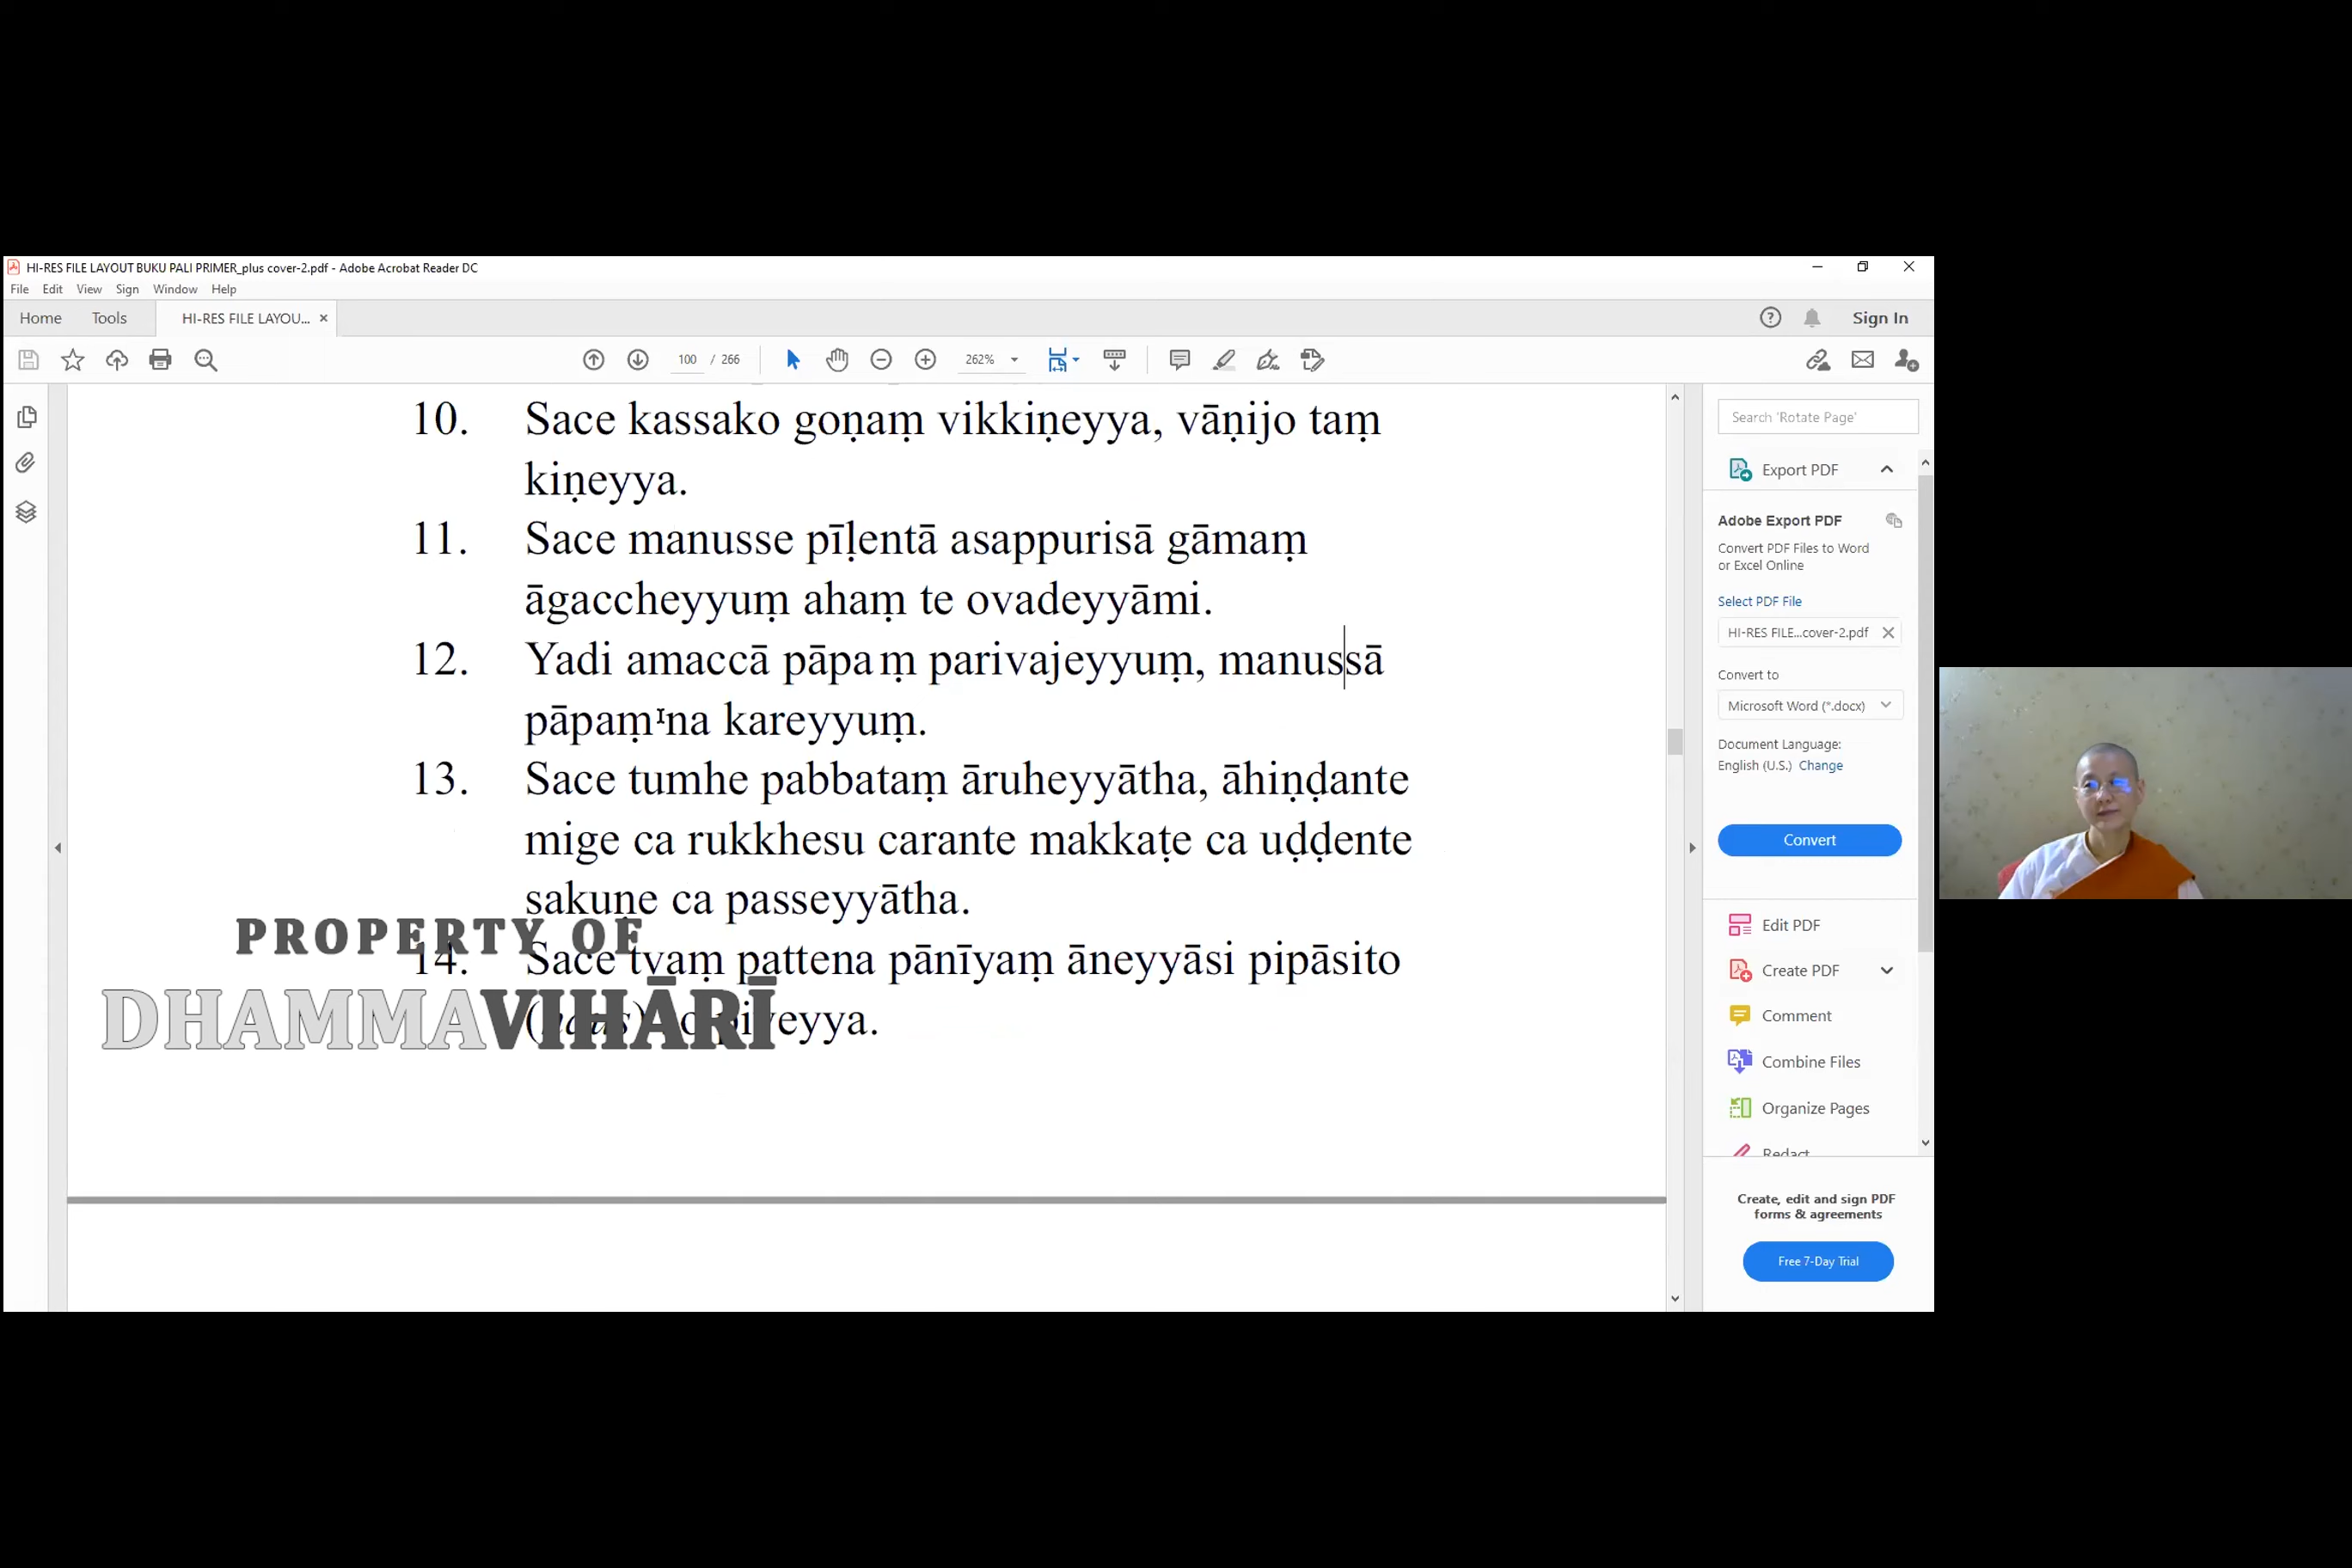 HI-RES FILE LAYOUT BUKU PALI PRIMER_plus cover-2.pdf - Adobe Acrobat Reader DC
File Edit View Sign Window Help
Home Tools HI-RES FILE LAYOU... × Sign In
100 / 266 262%
10. Sace kassako goṇaṃ vikkiṇeyya, vāṇijo taṃ
kiṇeyya.
11. Sace manusse pīḷentā asappurisā gāmaṃ
āgaccheyyuṃ ahaṃ te ovadeyyāmi.
12. Yadi amaccā pāpa ṃ parivajeyyuṃ, manussā
pāpaṃ na kareyyuṃ.
13. Sace tumhe pabbataṃ āruheyyātha, āhiṇḍante
mige ca rukkhesu carante makkaṭe ca uḍḍente
sakuṇe ca passeyyātha.
14. Sace tvaṃ pattena pānīyaṃ āneyyāsi pipāsito
piveyya.
PROPERTY OF
DHAMMAVIHĀRĪ
Search 'Rotate Page'
Export PDF
Adobe Export PDF
Convert PDF Files to Word
or Excel Online
Select PDF File
HI-RES FILE...cover-2.pdf
Convert to
Microsoft Word (*.docx)
Document Language:
English (U.S.) Change
Convert
Edit PDF
Create PDF
Comment
Combine Files
Organize Pages
Redact
Create, edit and sign PDF
forms & agreements
Free 7-Day Trial